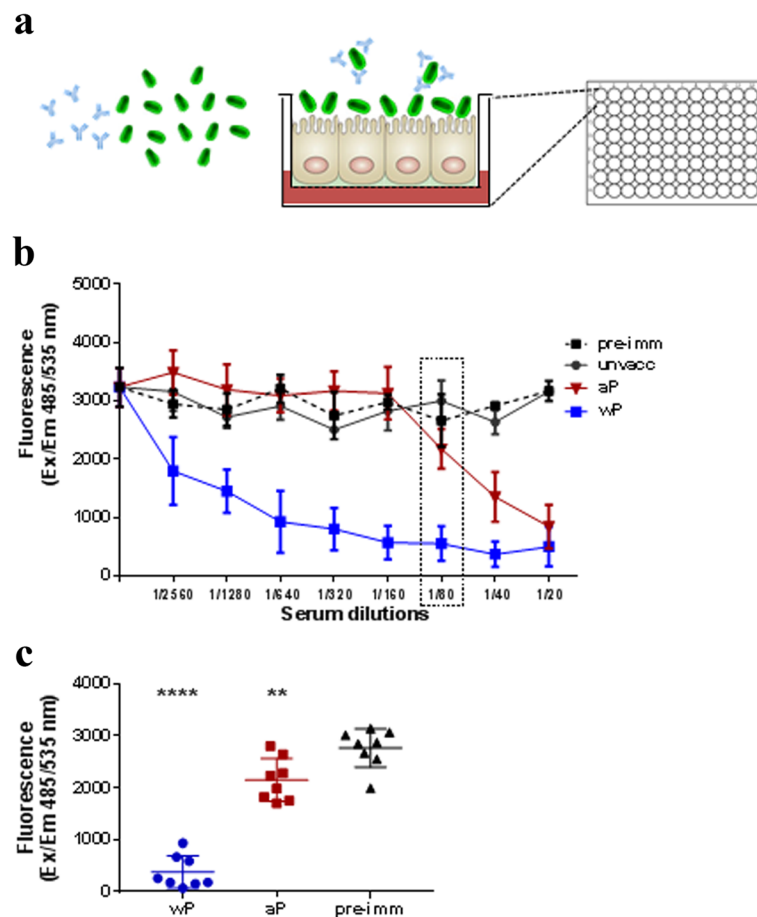 a
b
Fluorescence
(Ex/Em 485/535 nm)
5000
4000
3000
2000
1000
0
pre-imm
unvacc
aP
wP
1/2560 1/1280 1/640 1/320 1/160 1/80 1/40 1/20
Serum dilutions
c
Fluorescence
(Ex/Em 485/535 nm)
4000
3000
2000
1000
0
**** **
wP aP pre-imm